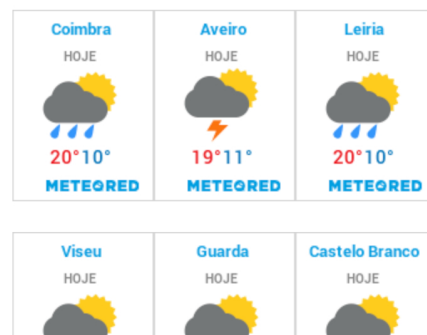 Coimbra Aveiro Leiria
HOJE HOJE HOJE
20° 10° 19° 11° 20° 10°
METEORED METEORED METEORED
Viseu Guarda Castelo Branco
HOJE HOJE HOJE